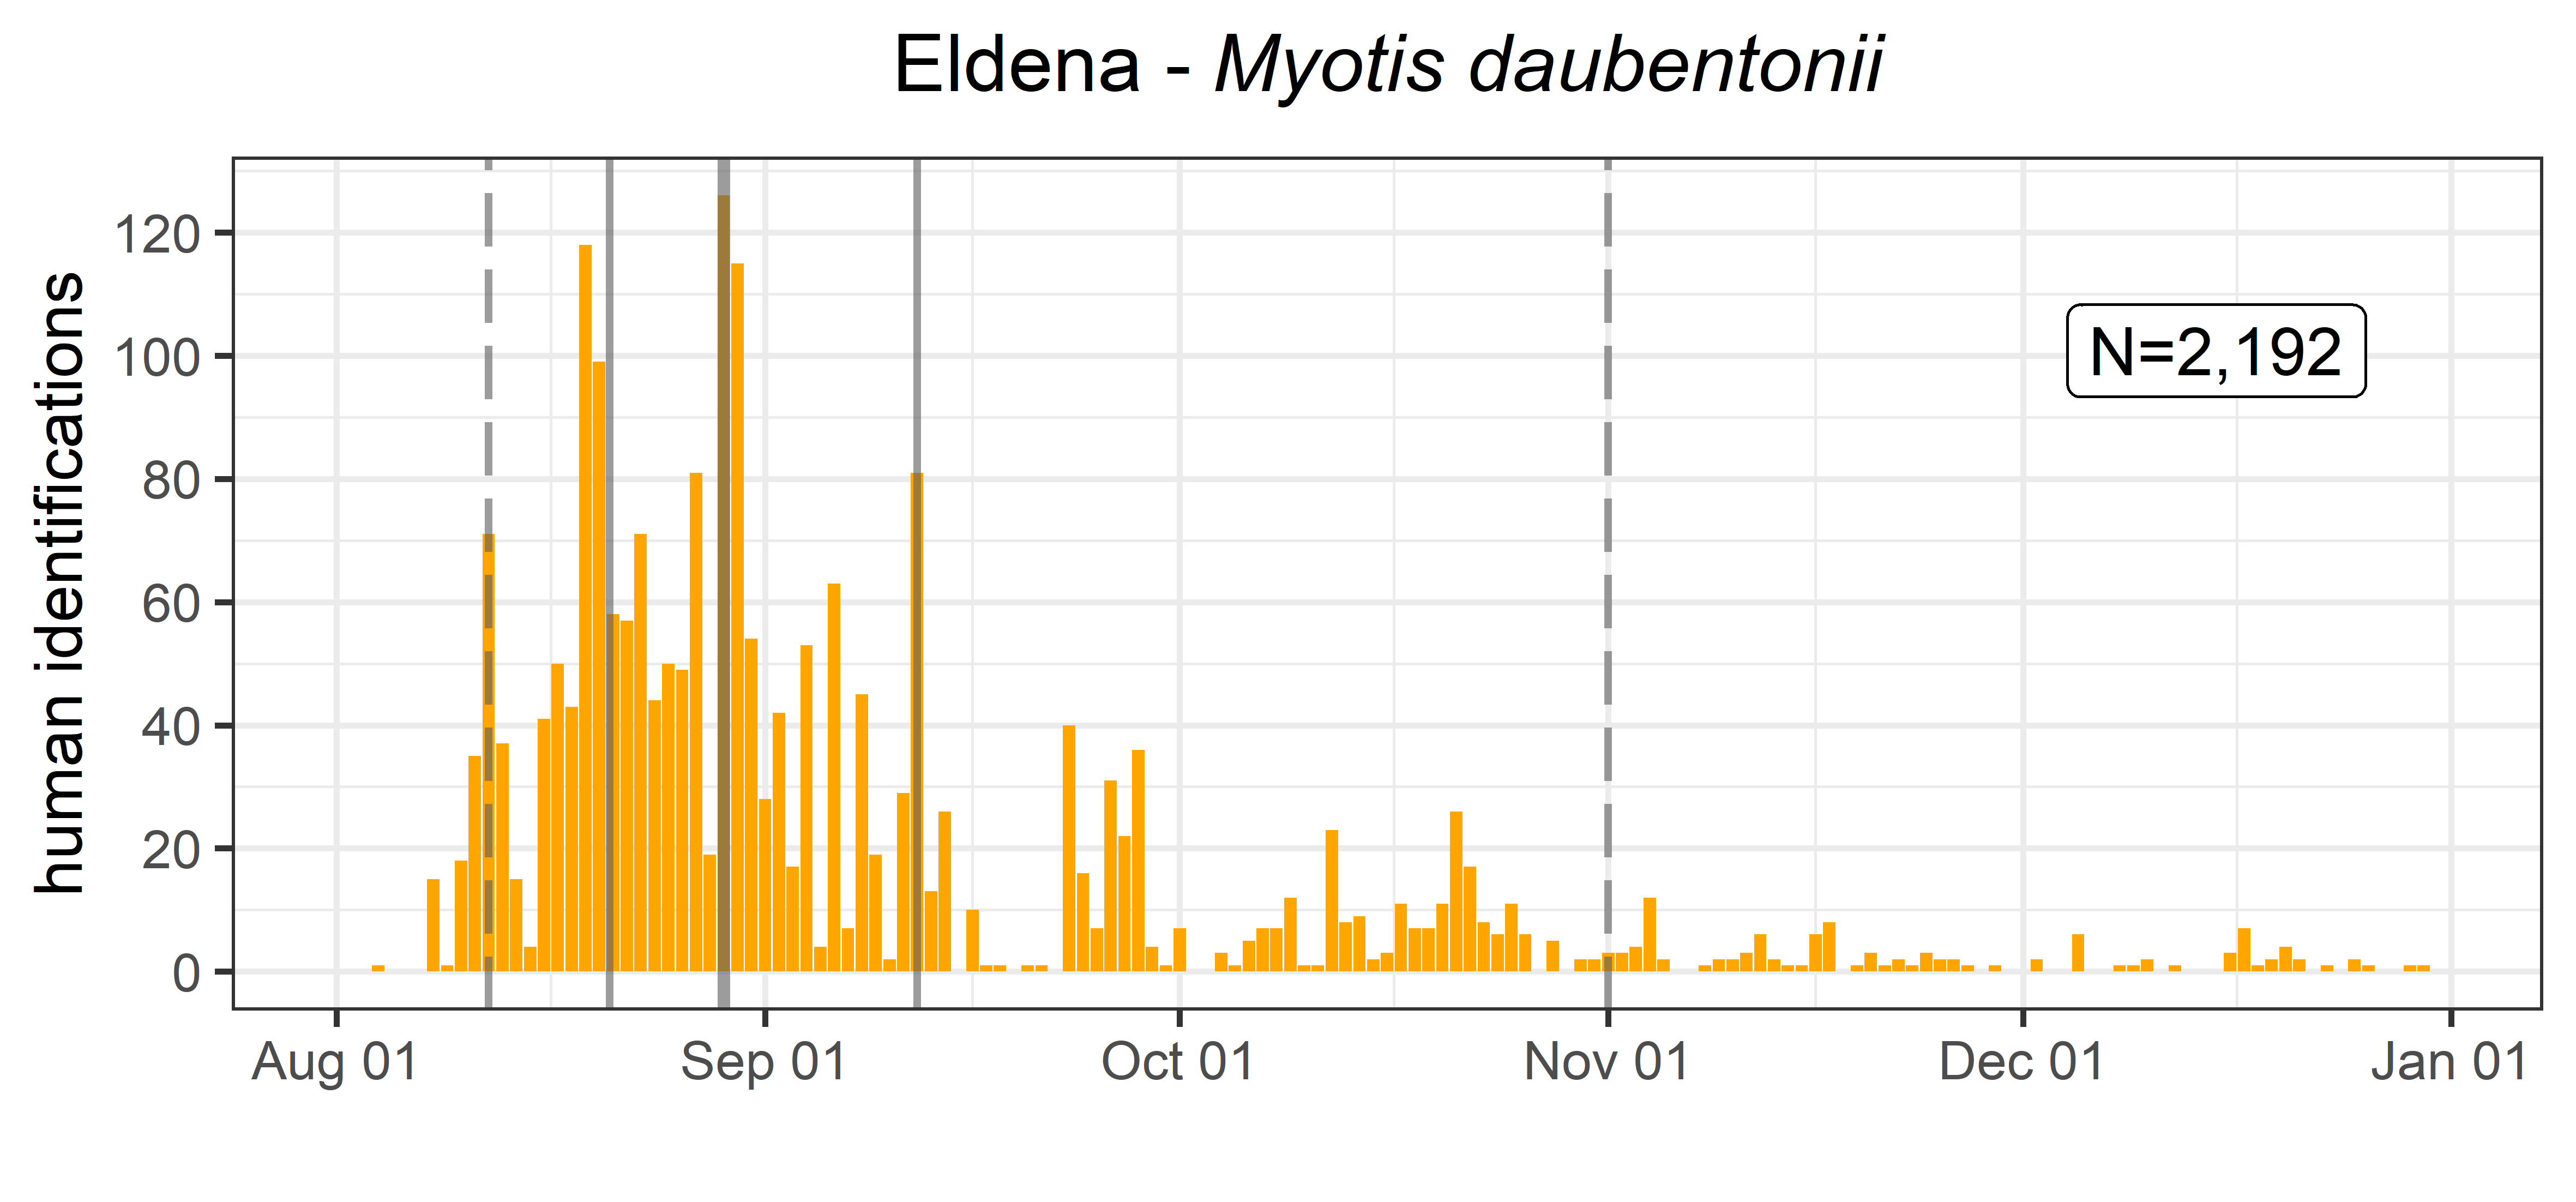 Eldena - Myotis daubentonii
human identifications
120
100
80
60
40
20
0
N=2,192
Aug 01 Sep 01 Oct 01 Nov 01 Dec 01 Jan 01